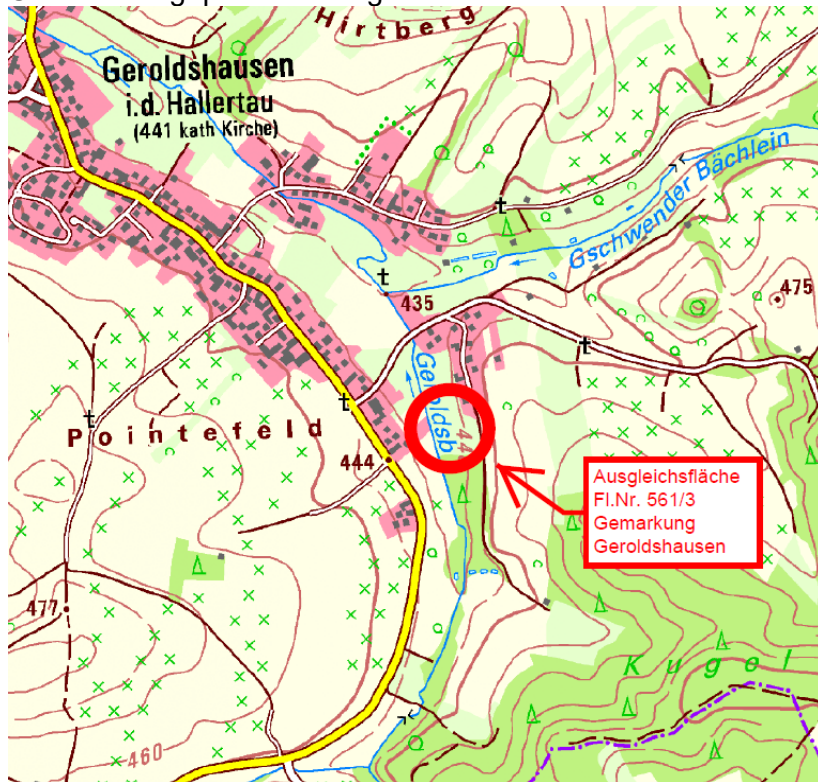 Hirtberg
Geroldshausen
i.d. Hallertau
(441 kath Kirche)
Gschwender Bächlein
435
475
Geroldsb
44
Pointefeld
444
Ausgleichsfläche
Fl.Nr. 561/3
Gemarkung
Geroldshausen
477
Kugel
460